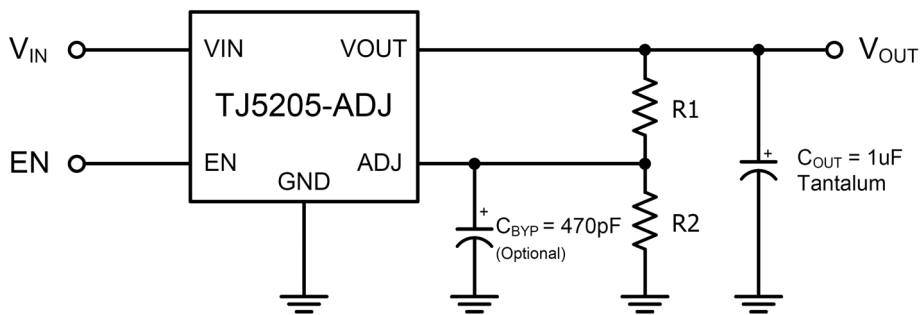 VIN
VIN
VOUT
VOUT
TJ5205-ADJ
R1
EN
EN
ADJ
GND
COUT = 1uF
Tantalum
+
+
CBYP = 470pF
(Optional)
R2